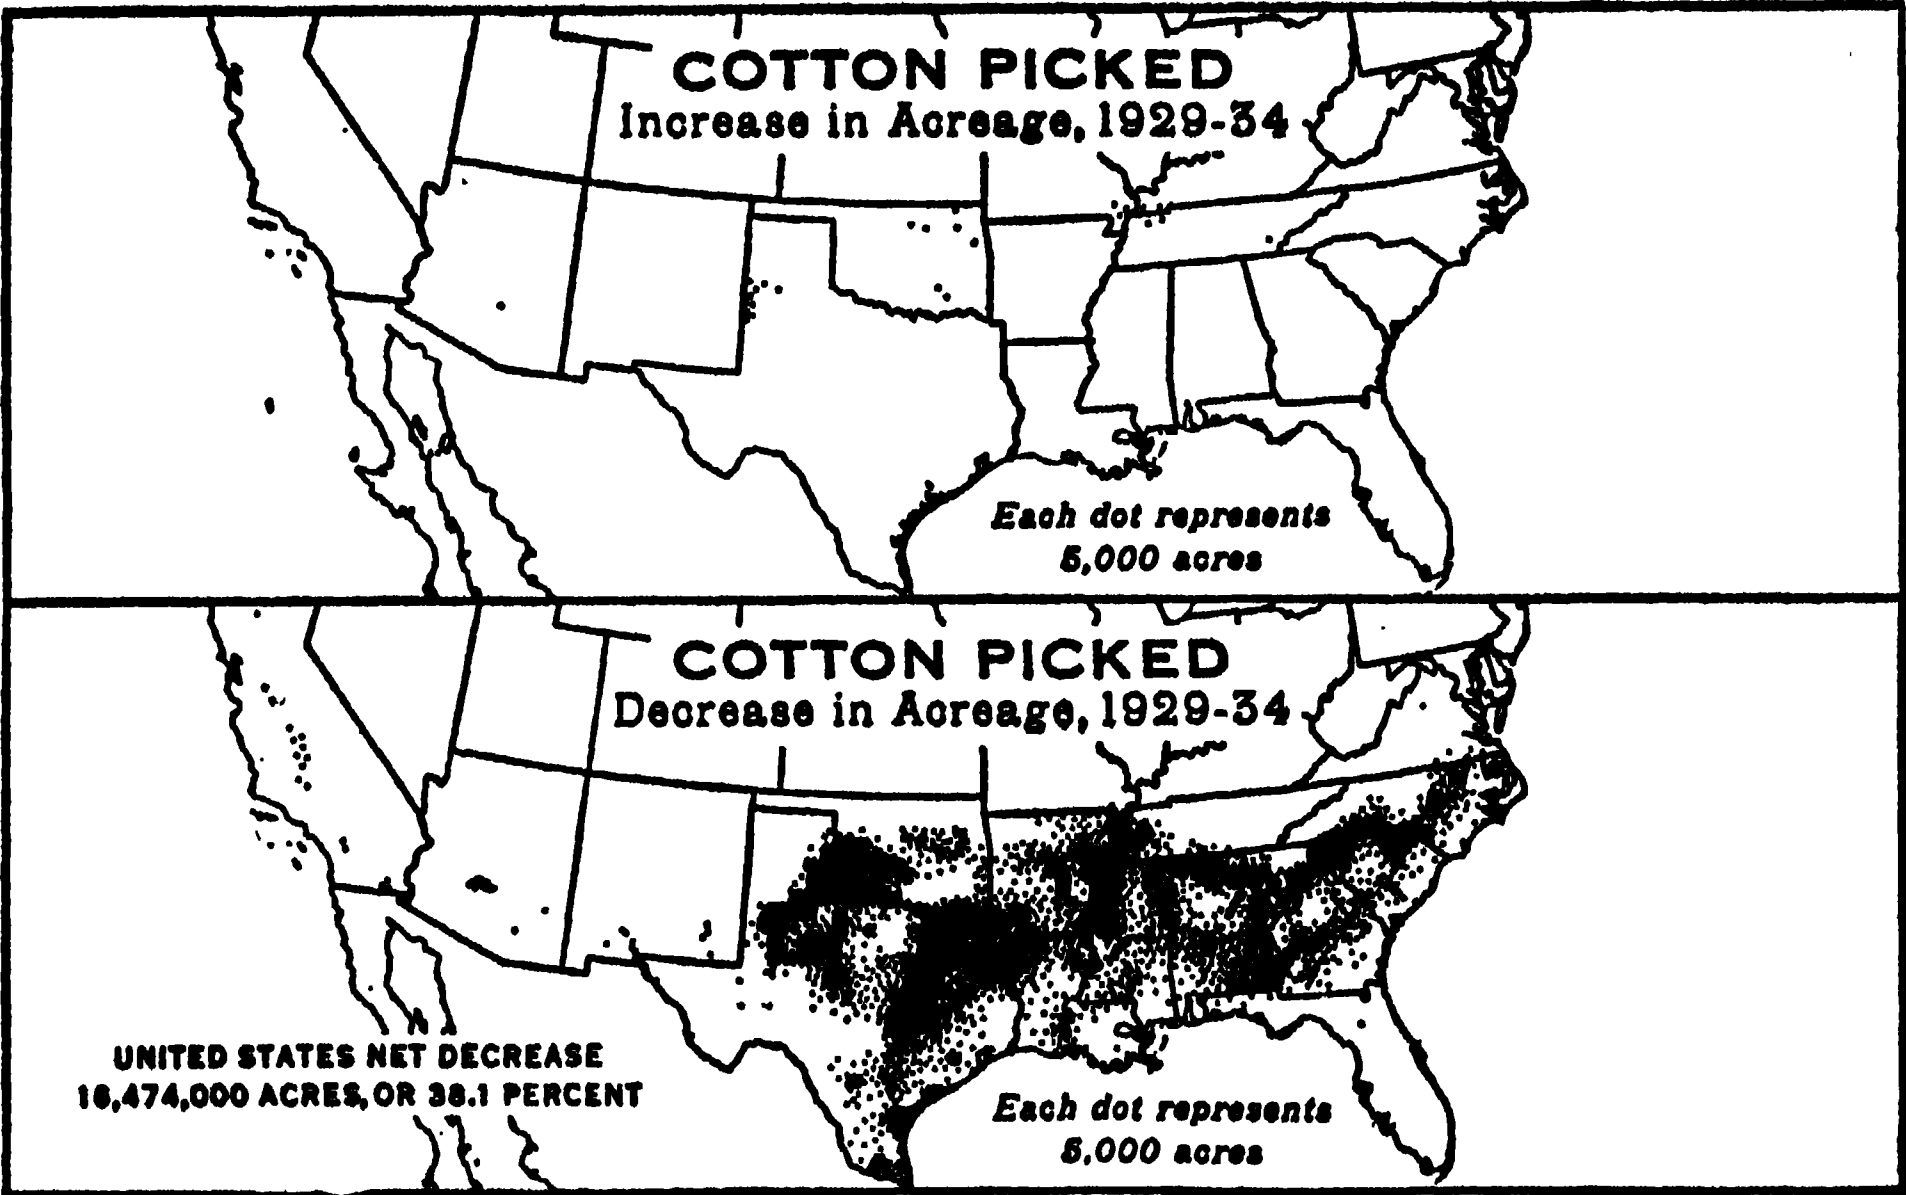 COTTON PICKED
Increase in Acreage, 1929-34
Each dot represents
5,000 acres
COTTON PICKED
Decrease in Acreage, 1929-34
UNITED STATES NET DECREASE
16,474,000 ACRES, OR 38.1 PERCENT
Each dot represents
5,000 acres